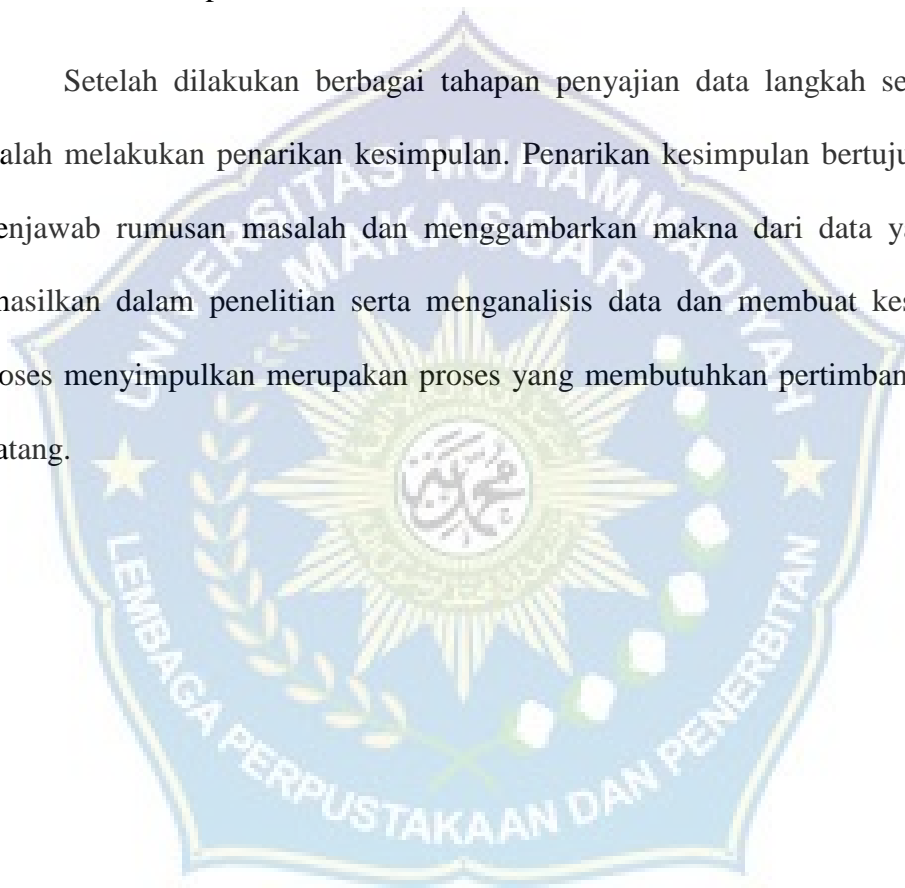 Setelah dilakukan berbagai tahapan penyajian data langkah se
alah melakukan penarikan kesimpulan. Penarikan kesimpulan bertuju
enjawab rumusan masalah dan menggambarkan makna dari data ya
hasilkan dalam penelitian serta menganalisis data dan membuat kes
oses menyimpulkan merupakan proses yang membutuhkan pertimban
atang.
UNIVERSITAS MUHAMMADIYAH
MAKASSAR
LEMBAGA PERPUSTAKAAN DAN PENERBITAN